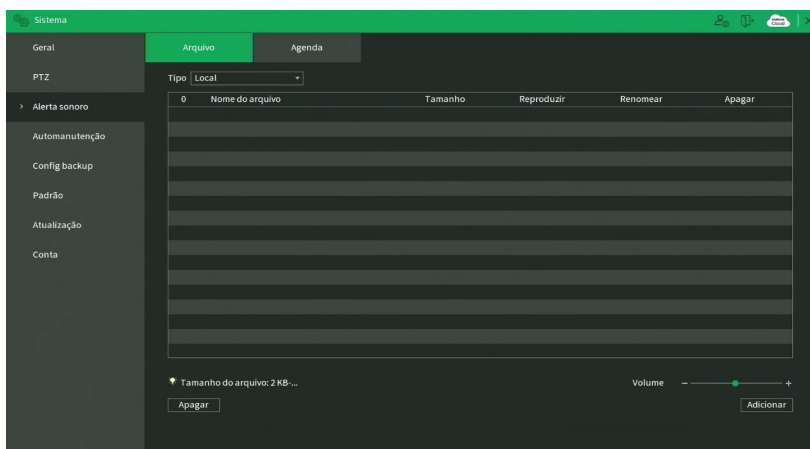 Sistema
Cloud
Geral
Arquivo
Agenda
PTZ
Tipo
Local
Alerta sonoro
0
Nome do arquivo
Tamanho
Reproduzir
Renomear
Apagar
Automanutenção
Config backup
Padrão
Atualização
Conta
Tamanho do arquivo: 2 KB-...
Volume
Apagar
Adicionar